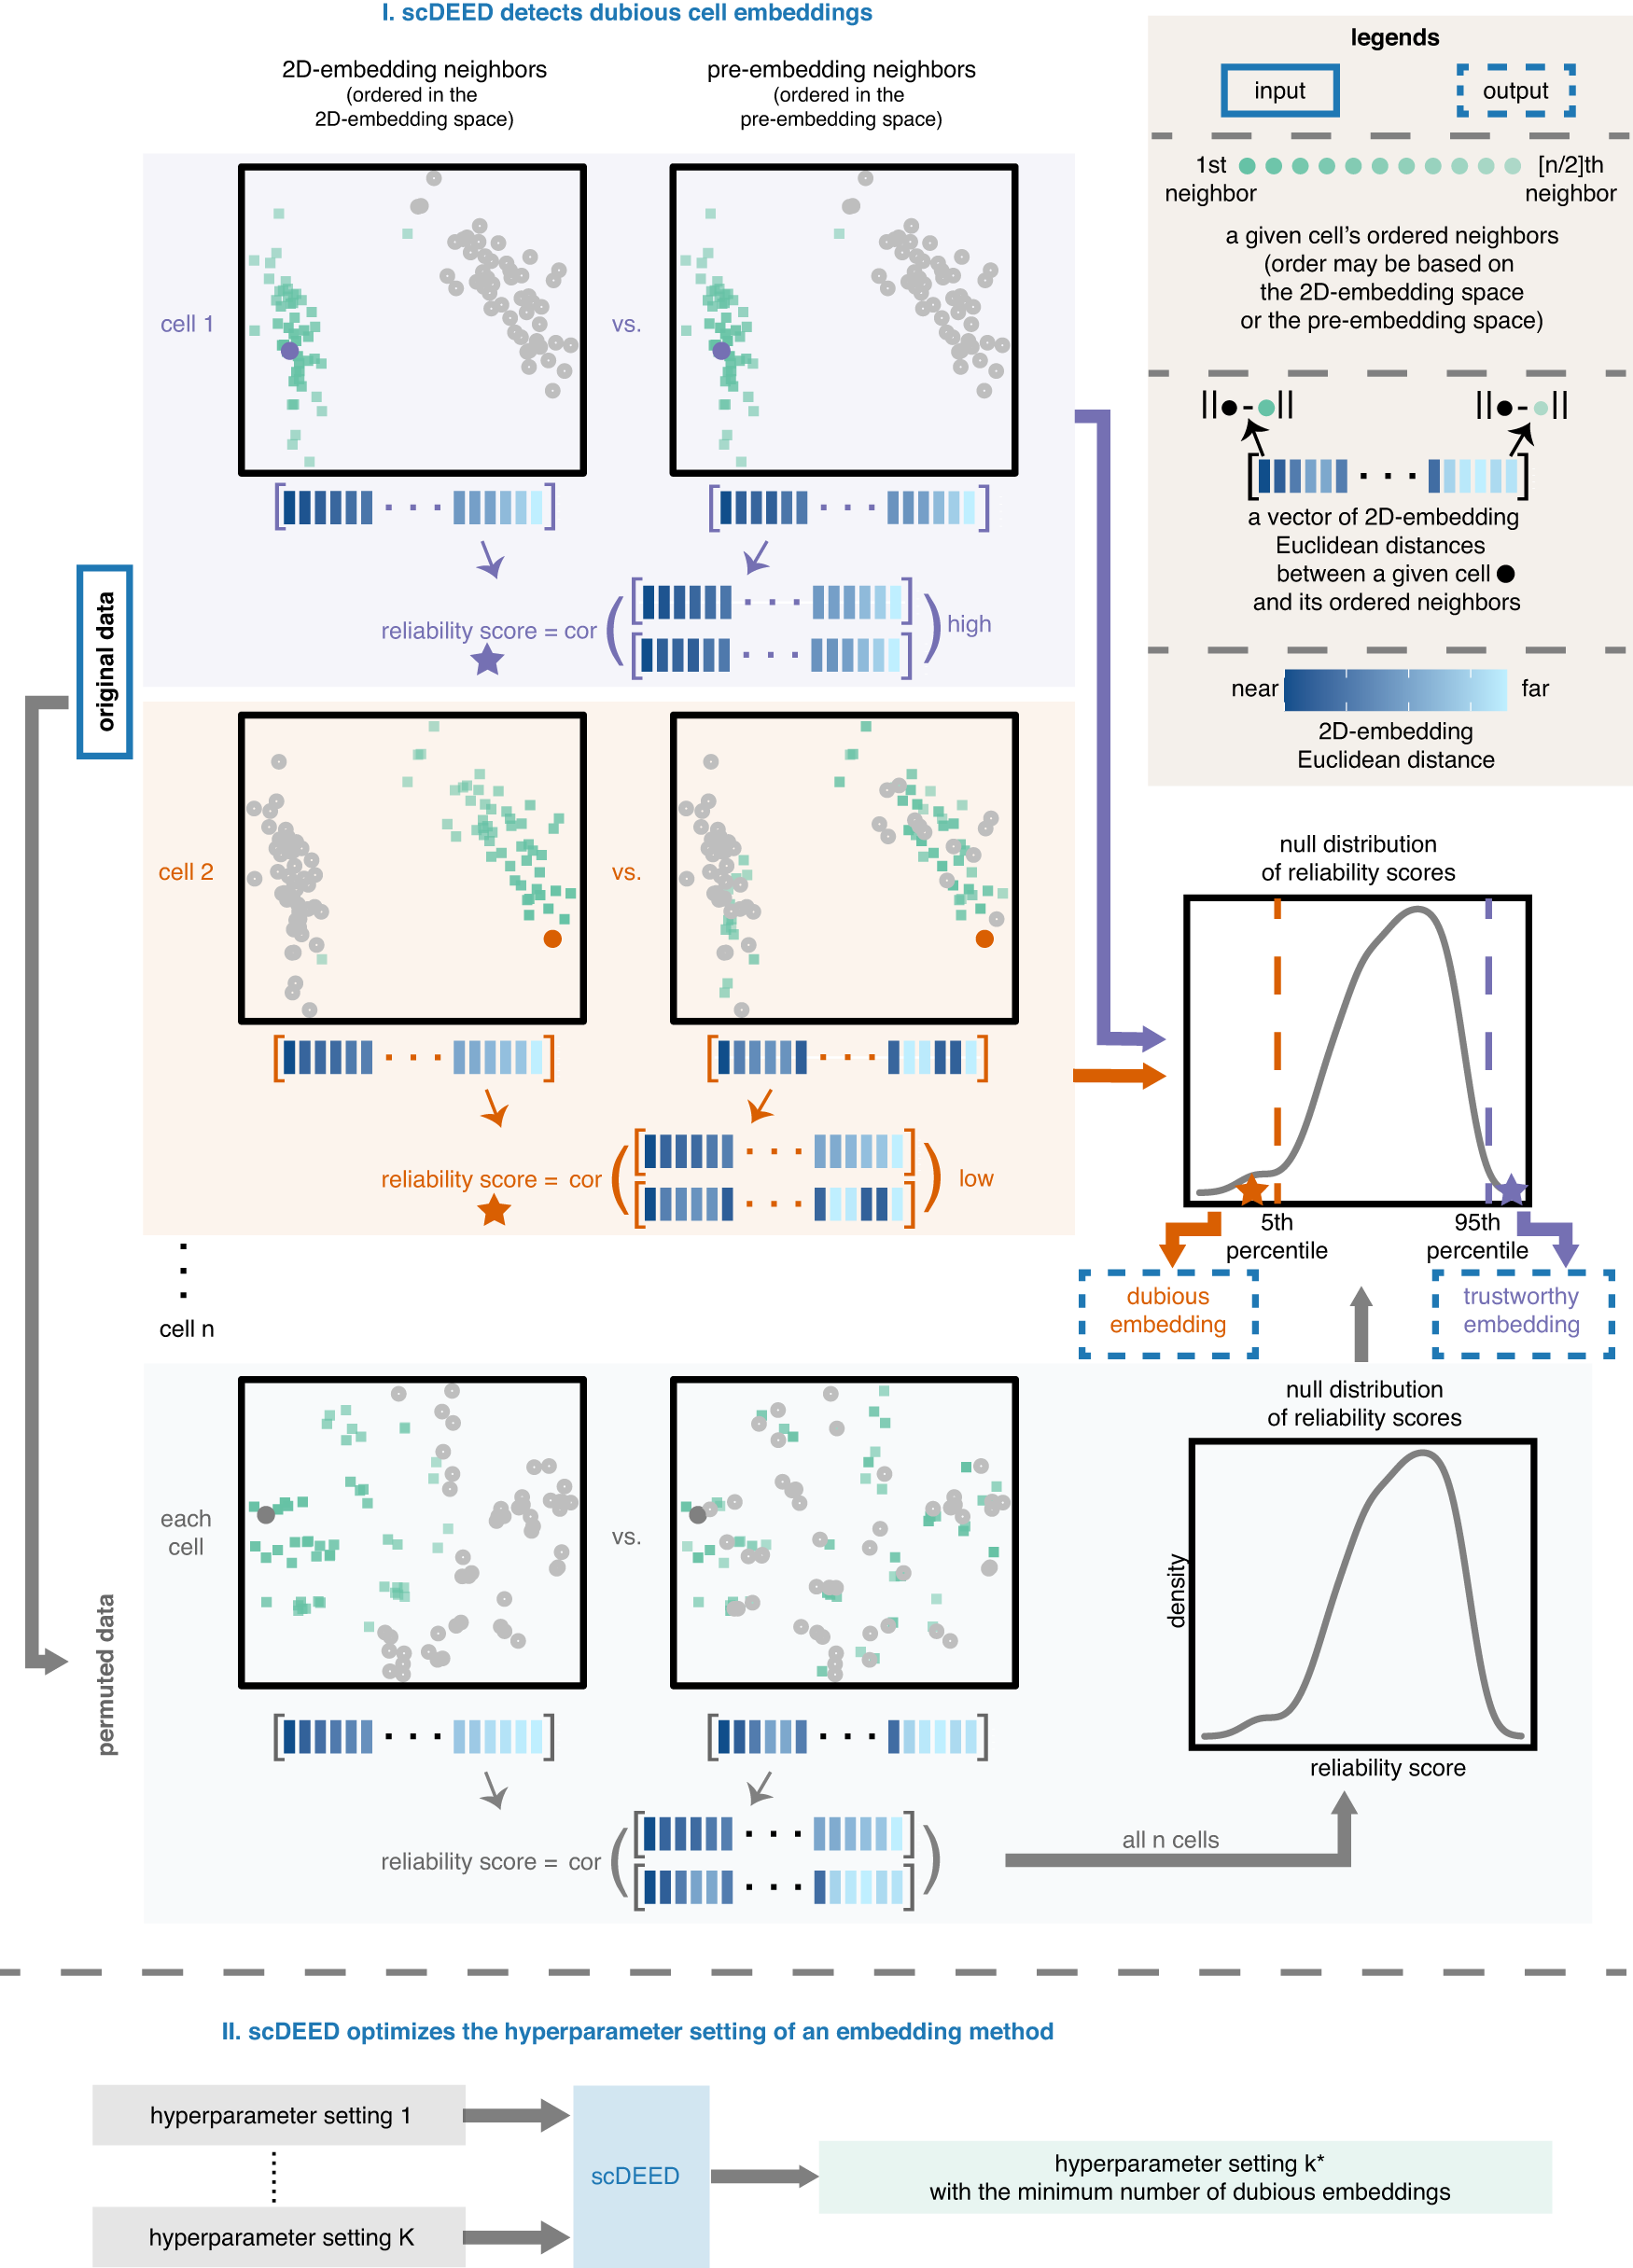 I. scDEED detects dubious cell embeddings
2D-embedding neighbors
(ordered in the
2D-embedding space)
pre-embedding neighbors
(ordered in the
pre-embedding space)
legends
input
output
1st
neighbor
[n/2]th
neighbor
a given cell's ordered neighbors
(order may be based on
the 2D-embedding space
or the pre-embedding space)
||●-●||
||●-●||
[ · · · ]
a vector of 2D-embedding
Euclidean distances
between a given cell ●
and its ordered neighbors
near
far
2D-embedding
Euclidean distance
original data
cell 1
vs.
[ · · · ]
[ · · · ]
reliability score = cor
high
cell 2
vs.
[ · · · ]
[ · · · ]
reliability score = cor
low
cell n
null distribution
of reliability scores
5th
percentile
95th
percentile
dubious
embedding
trustworthy
embedding
permuted data
each
cell
vs.
[ · · · ]
[ · · · ]
reliability score = cor
all n cells
null distribution
of reliability scores
density
reliability score
II. scDEED optimizes the hyperparameter setting of an embedding method
hyperparameter setting 1
hyperparameter setting K
scDEED
hyperparameter setting k*
with the minimum number of dubious embeddings